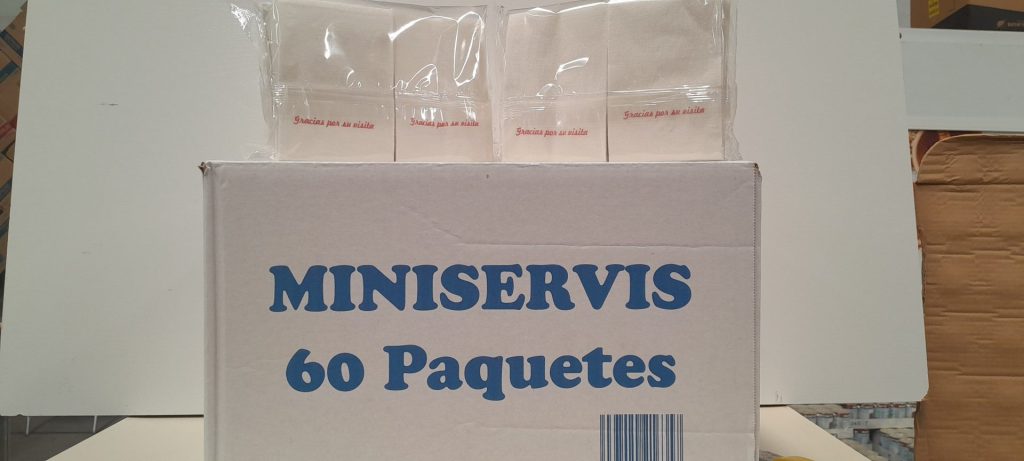 Gracias por su visita
Gracias por su visita
Gracias por su visita
Gracias por su visita
MINISERVIS
60 Paquetes